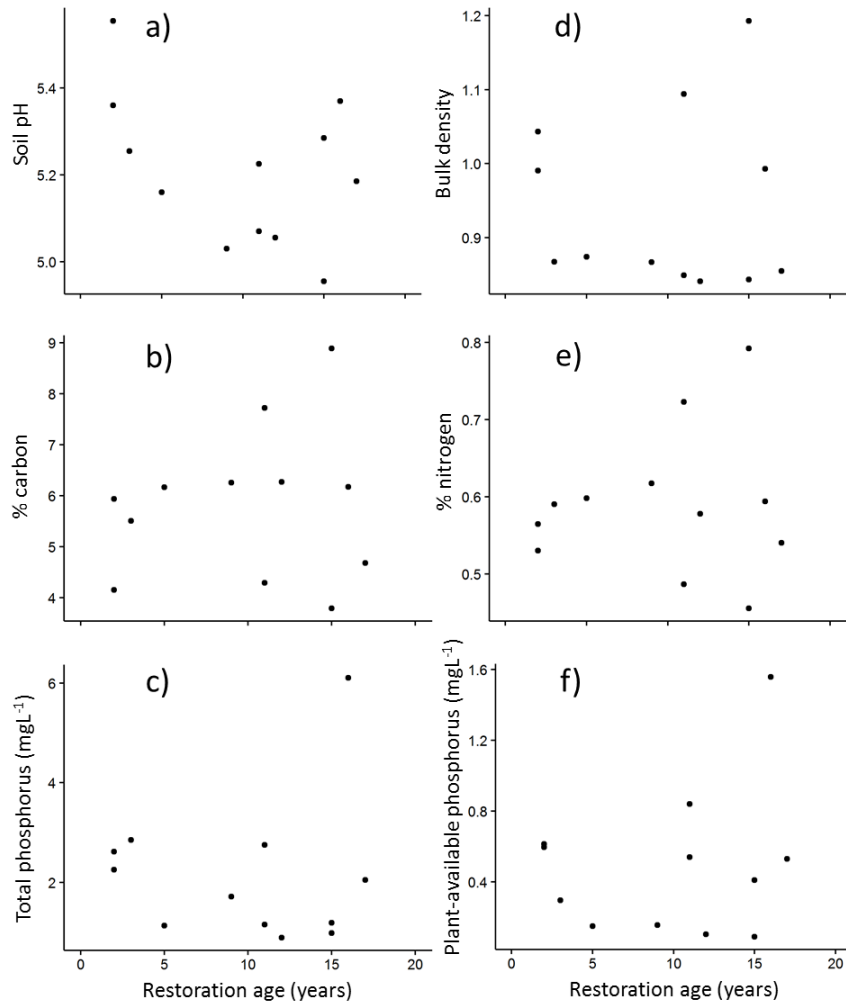 a)
Soil pH
5.4
5.2
5.0
d)
Bulk density
1.2
1.1
1.0
0.9
b)
% carbon
9
8
7
6
5
4
e)
% nitrogen
0.8
0.7
0.6
0.5
c)
Total phosphorus (mgL⁻¹)
6
4
2
0 5 10 15 20
Restoration age (years)
f)
Plant-available phosphorus (mgL⁻¹)
1.6
1.2
0.8
0.4
0 5 10 15 20
Restoration age (years)